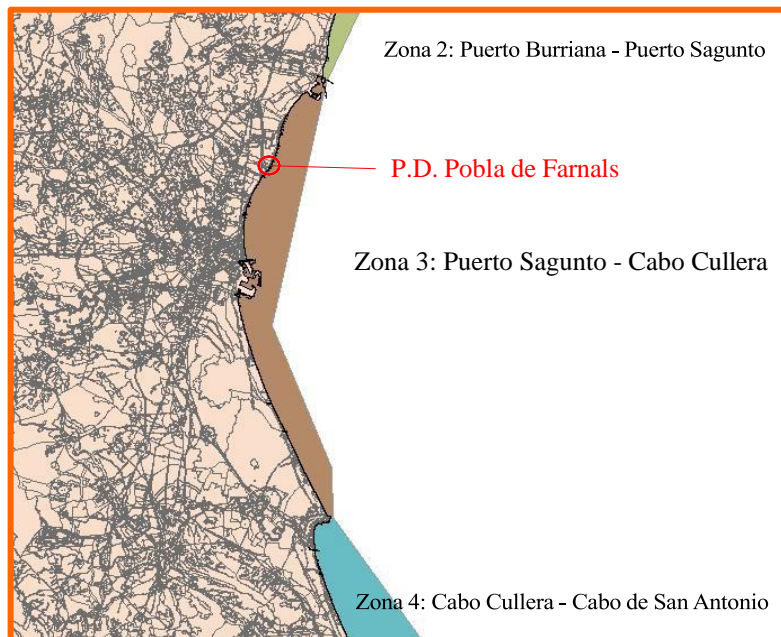 Zona 2: Puerto Burriana - Puerto Sagunto
P.D. Pobla de Farnals
Zona 3: Puerto Sagunto - Cabo Cullera
Zona 4: Cabo Cullera - Cabo de San Antonio